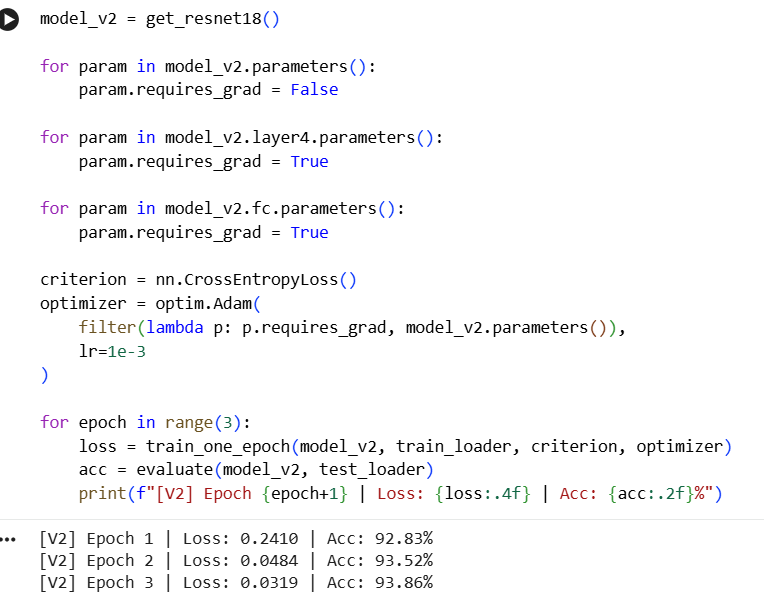 model_v2 = get_resnet18()
for param in model_v2.parameters():
    param.requires_grad = False
for param in model_v2.layer4.parameters():
    param.requires_grad = True
for param in model_v2.fc.parameters():
    param.requires_grad = True
criterion = nn.CrossEntropyLoss()
optimizer = optim.Adam(
    filter(lambda p: p.requires_grad, model_v2.parameters()),
    lr=1e-3
)
for epoch in range(3):
    loss = train_one_epoch(model_v2, train_loader, criterion, optimizer)
    acc = evaluate(model_v2, test_loader)
    print(f"[V2] Epoch {epoch+1} | Loss: {loss:.4f} | Acc: {acc:.2f}%")
[V2] Epoch 1 | Loss: 0.2410 | Acc: 92.83%
[V2] Epoch 2 | Loss: 0.0484 | Acc: 93.52%
[V2] Epoch 3 | Loss: 0.0319 | Acc: 93.86%